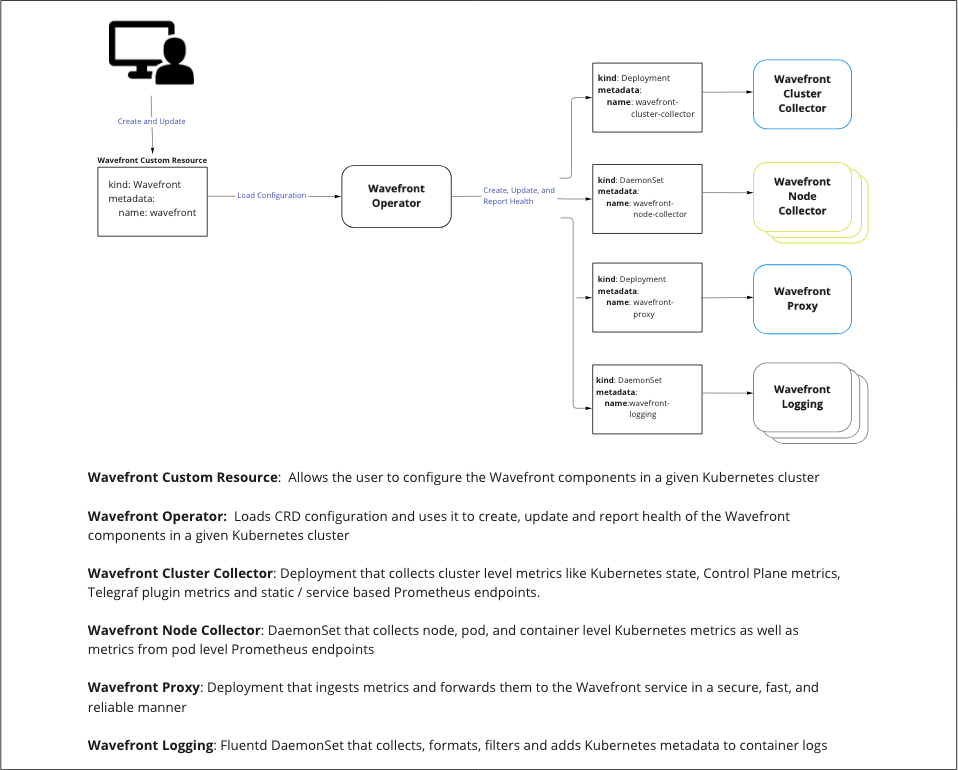 Create and Update
Wavefront Custom Resource
kind: Wavefront
metadata:
name: wavefront
Load Configuration
Wavefront
Operator
Create, Update, and
Report Health
kind: Deployment
metadata:
name: wavefront-
cluster-collector
Wavefront
Cluster
Collector
kind: DaemonSet
metadata:
name: wavefront-
node-collector
Wavefront
Node
Collector
kind: Deployment
metadata:
name: wavefront-
proxy
Wavefront
Proxy
kind: DaemonSet
metadata:
name:wavefront-
logging
Wavefront
Logging
Wavefront Custom Resource:  Allows the user to configure the Wavefront components in a given Kubernetes cluster
Wavefront Operator:  Loads CRD configuration and uses it to create, update and report health of the Wavefront
components in a given Kubernetes cluster
Wavefront Cluster Collector: Deployment that collects cluster level metrics like Kubernetes state, Control Plane metrics,
Telegraf plugin metrics and static / service based Prometheus endpoints.
Wavefront Node Collector: DaemonSet that collects node, pod, and container level Kubernetes metrics as well as
metrics from pod level Prometheus endpoints
Wavefront Proxy: Deployment that ingests metrics and forwards them to the Wavefront service in a secure, fast, and
reliable manner
Wavefront Logging: Fluentd DaemonSet that collects, formats, filters and adds Kubernetes metadata to container logs